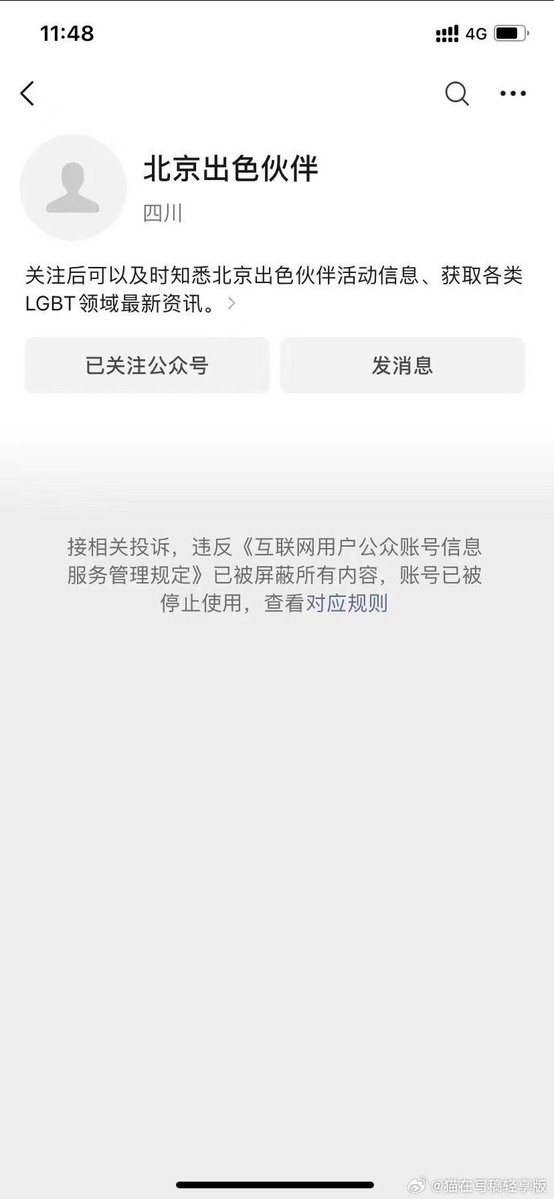 11:48
4G
北京出色伙伴
四川
关注后可以及时知悉北京出色伙伴活动信息、获取各类
LGBT领域最新资讯。
已关注公众号
发消息
接相关投诉，违反《互联网用户公众账号信息
服务管理规定》已被屏蔽所有内容，账号已被
停止使用，查看对应规则
@猫在写稿轻享版